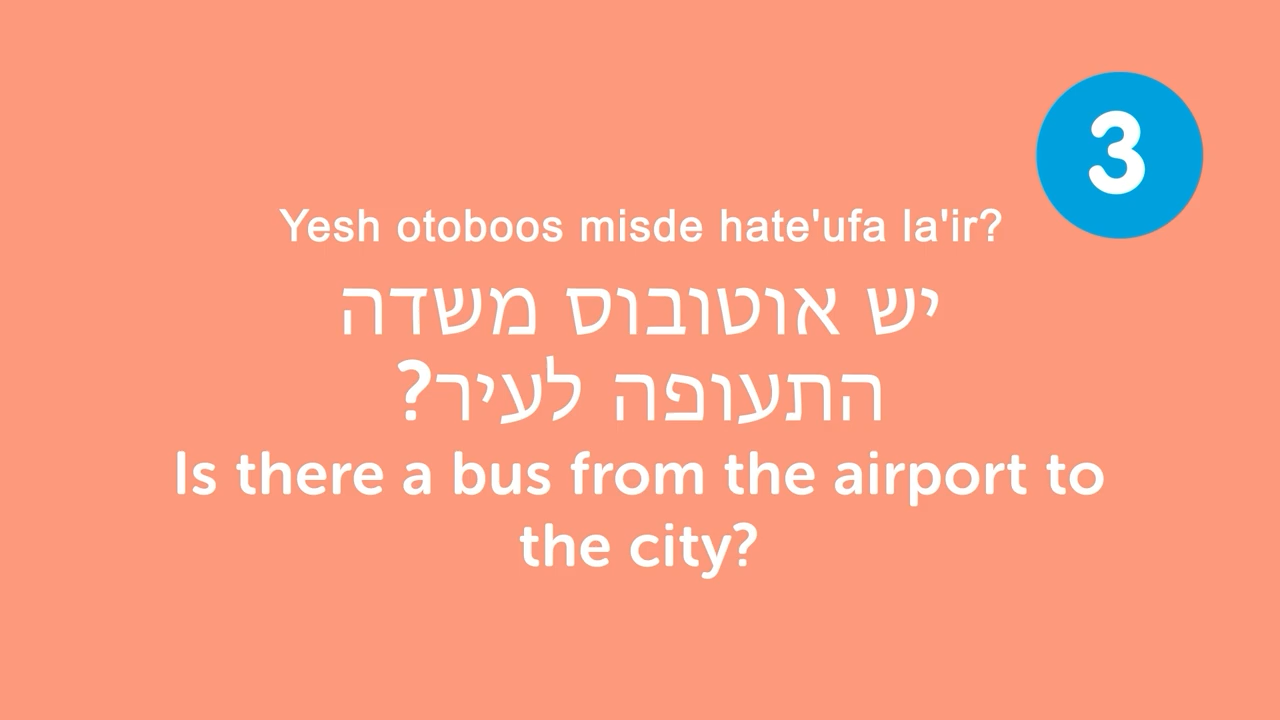 3
Yesh otoboos misde hate'ufa la'ir?
יש אוטובוס משדה
התעופה לעיר?
Is there a bus from the airport to
the city?